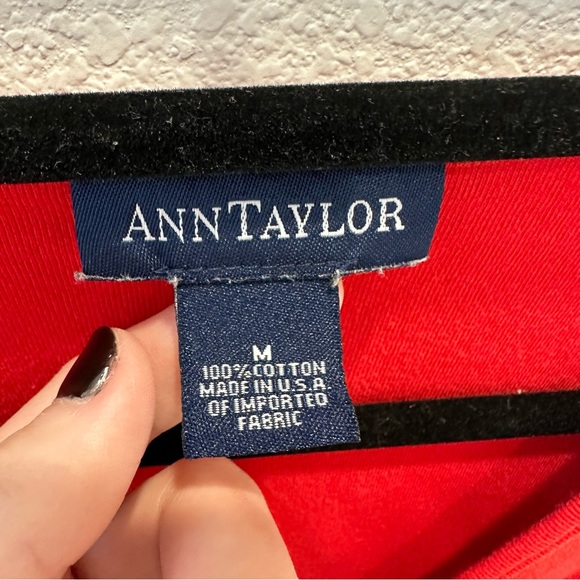 ANNTAYLOR
M
100% COTTON
MADE IN U.S.A
OF IMPORTED
FABRIC